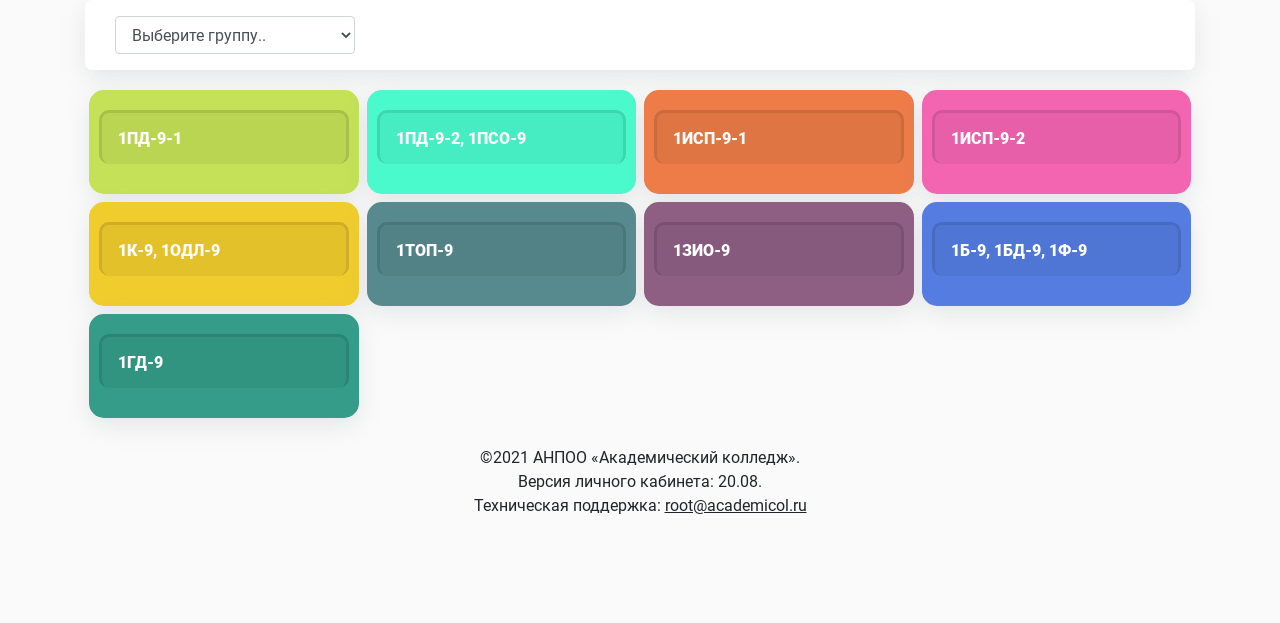 Выберите группу..
1ПД-9-1
1ПД-9-2, 1ПСО-9
1ИСП-9-1
1ИСП-9-2
1К-9, 1ОДЛ-9
1ТОП-9
1ЗИО-9
1Б-9, 1БД-9, 1Ф-9
1ГД-9
©2021 АНПОО «Академический колледж».
Версия личного кабинета: 20.08.
Техническая поддержка: root@academicol.ru